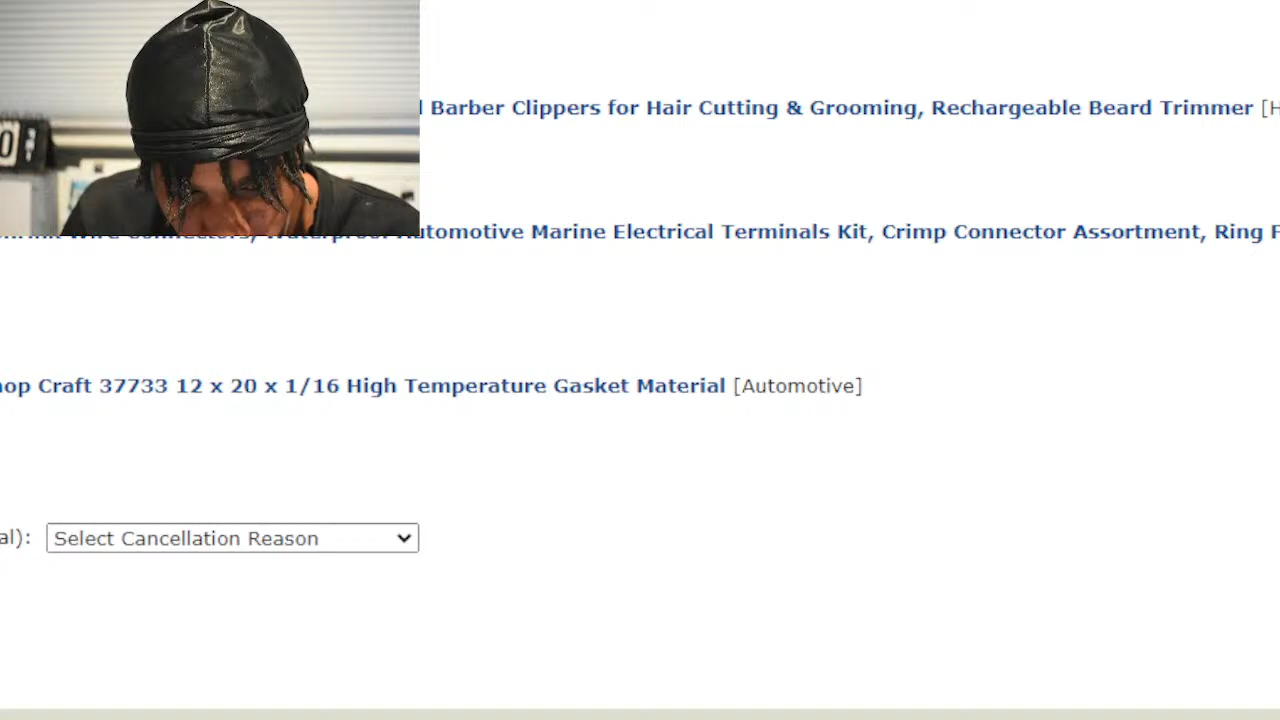 Barber Clippers for Hair Cutting & Grooming, Rechargeable Beard Trimmer [H
Automotive Marine Electrical Terminals Kit, Crimp Connector Assortment, Ring F
op Craft 37733 12 x 20 x 1/16 High Temperature Gasket Material [Automotive]
al): Select Cancellation Reason